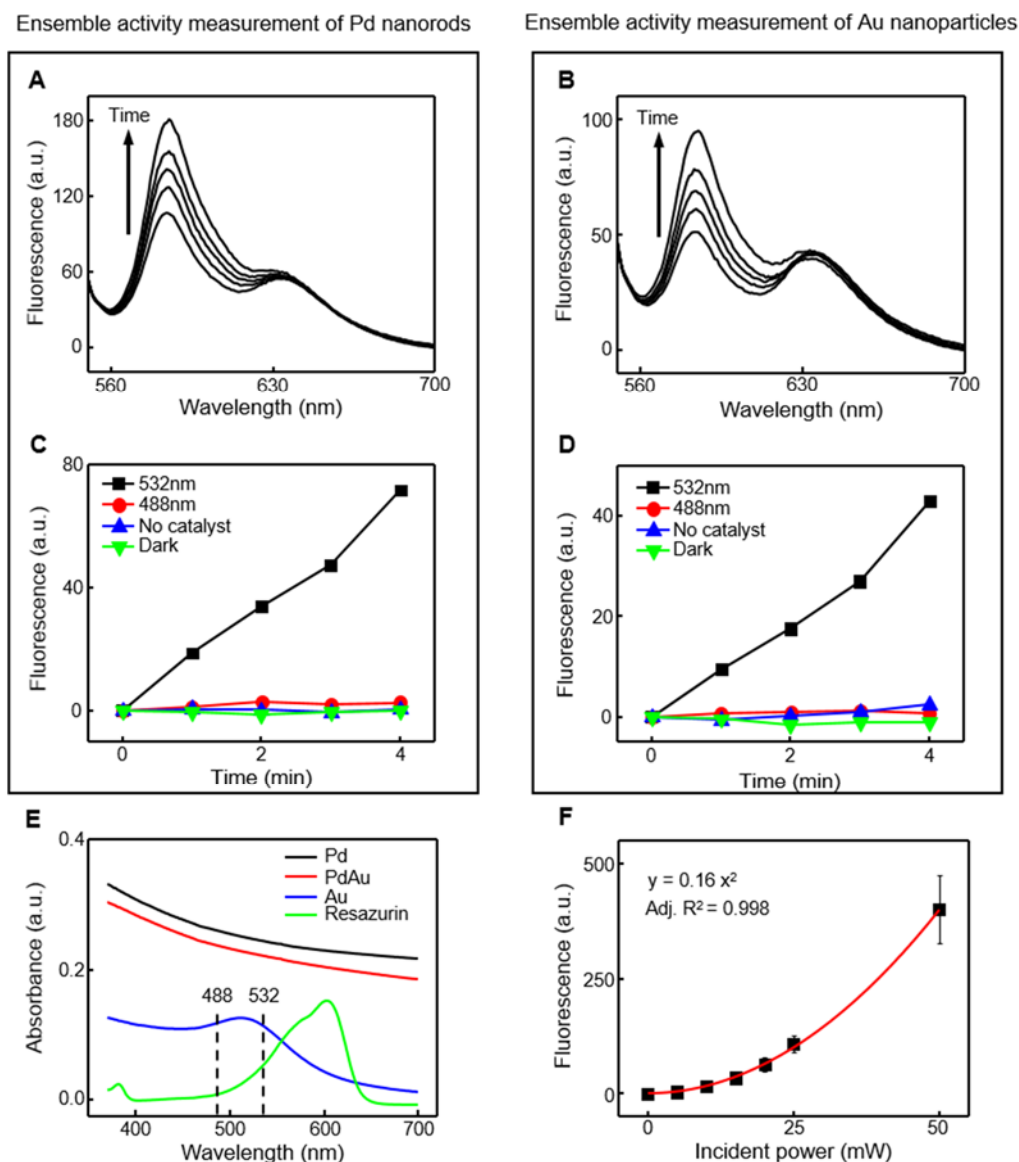 Ensemble activity measurement of Pd nanorods
Ensemble activity measurement of Au nanoparticles
A
Time
180
120
60
0
Fluorescence (a.u.)
560
630
700
Wavelength (nm)
B
Time
100
50
0
Fluorescence (a.u.)
560
630
700
Wavelength (nm)
C
80
40
0
Fluorescence (a.u.)
532nm
488nm
No catalyst
Dark
0
2
4
Time (min)
D
40
20
0
Fluorescence (a.u.)
532nm
488nm
No catalyst
Dark
0
2
4
Time (min)
E
0.4
0.2
0.0
Absorbance (a.u.)
Pd
PdAu
Au
Resazurin
488
532
400
500
600
700
Wavelength (nm)
F
500
250
0
Fluorescence (a.u.)
y = 0.16 x²
Adj. R² = 0.998
0
25
50
Incident power (mW)